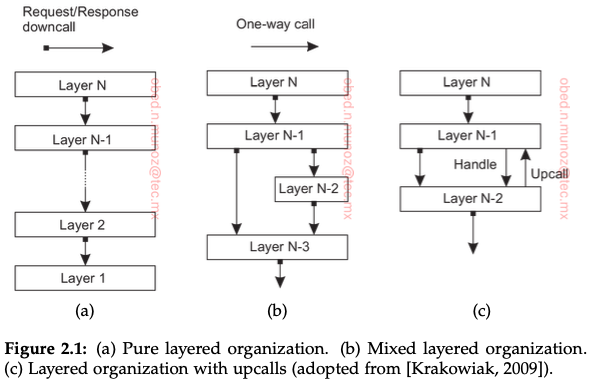 Request/Response
downcall
One-way call
Layer N
Layer N-1
Layer 2
Layer 1
(a)
Layer N
Layer N-1
Layer N-2
Layer N-3
(b)
Layer N
Layer N-1
Handle
Upcall
Layer N-2
(c)
obed.n.munoz@tec.mx
obed.n.munoz@tec.mx
obed.n.munoz@tec.mx
Figure 2.1: (a) Pure layered organization. (b) Mixed layered organization.
(c) Layered organization with upcalls (adopted from [Krakowiak, 2009]).